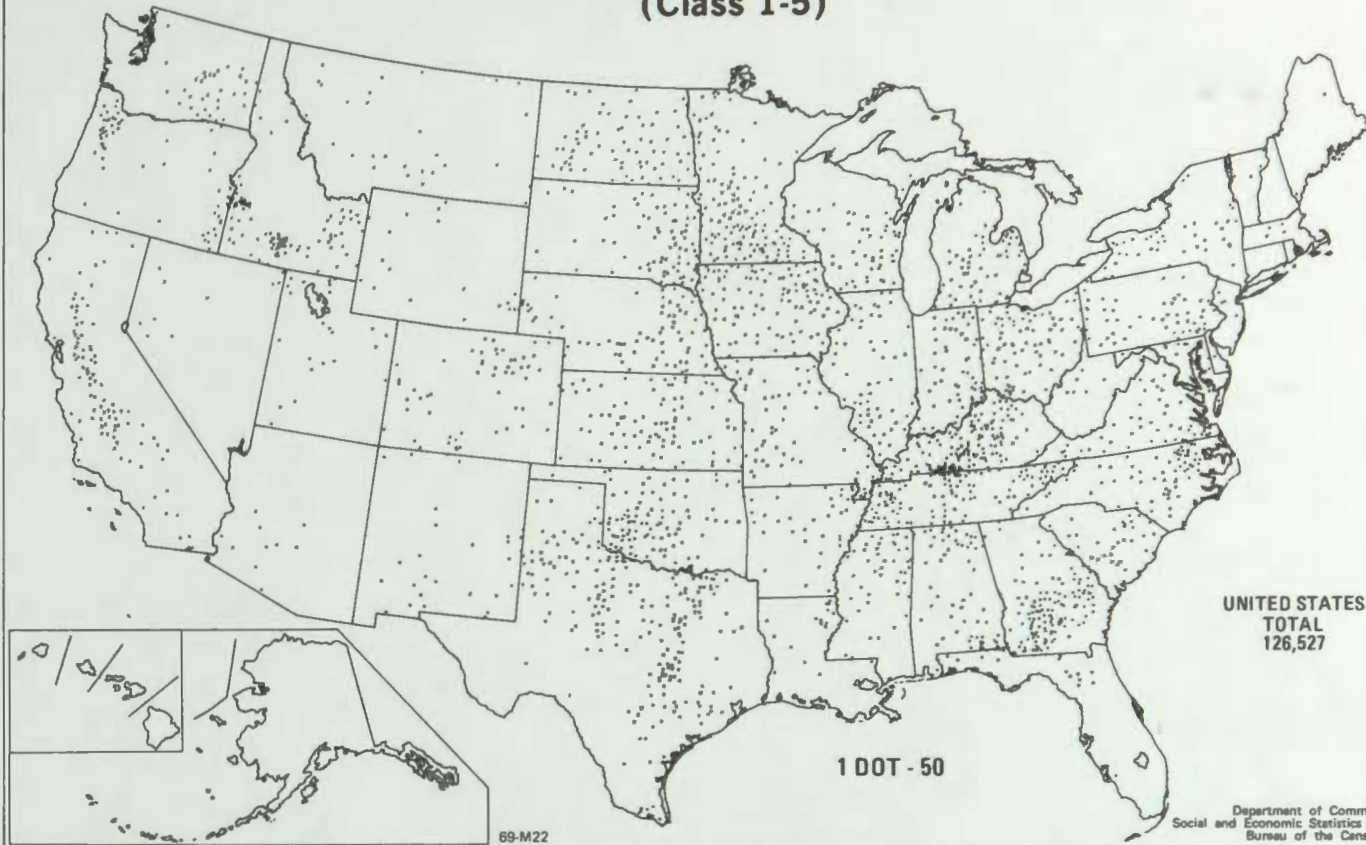 (Class 1-5)
UNITED STATES
TOTAL
126,527
1 DOT - 50
69-M22
Department of Comm
Social and Economic Statistics
Bureau of the Cens